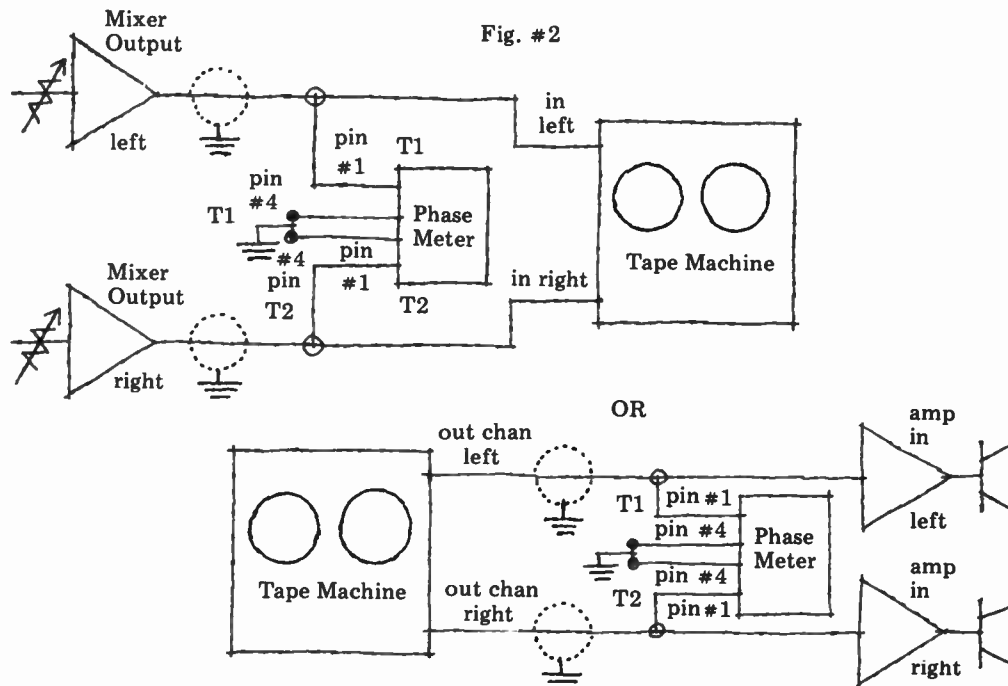 Fig. #2
Mixer
Output
left
in
left
pin
#1
T1
pin
#4
T1
Phase
Meter
#4
pin
pin
#1
T2
T2
Tape Machine
in right
Mixer
Output
right
OR
out chan
left
amp
in
left
T1
pin #1
pin #4
Phase
Meter
pin #4
T2
pin #1
Tape Machine
out chan
right
amp
in
right